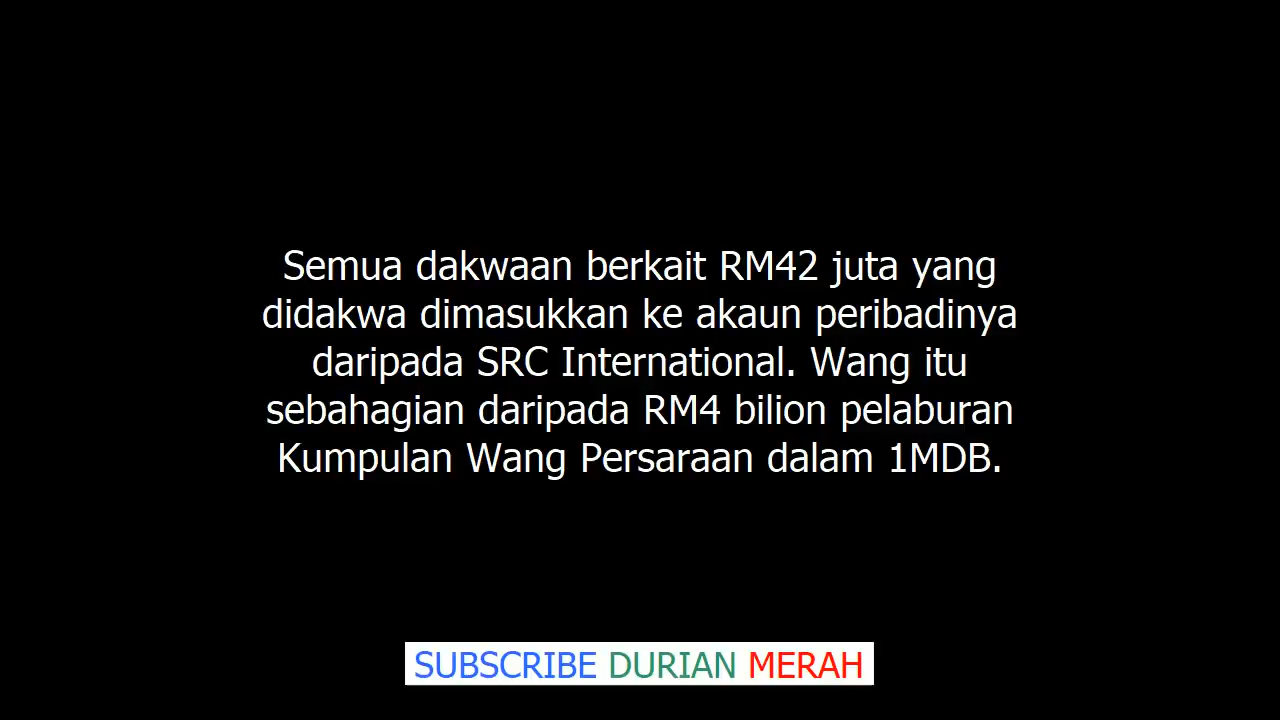 Semua dakwaan berkait RM42 juta yang
didakwa dimasukkan ke akaun peribadinya
daripada SRC International. Wang itu
sebahagian daripada RM4 bilion pelaburan
Kumpulan Wang Persaraan dalam 1MDB.
SUBSCRIBE DURIAN MERAH